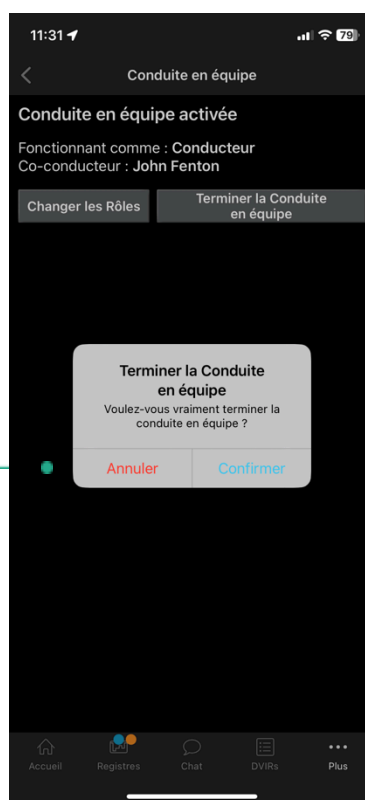 11:31
79
Conduite en équipe
Conduite en équipe activée
Fonctionnant comme : Conducteur
Co-conducteur : John Fenton
Changer les Rôles
Terminer la Conduite
en équipe
Terminer la Conduite
en équipe
Voulez-vous vraiment terminer la
conduite en équipe ?
Annuler Confirmer
Accueil Registres Chat DVIRs Plus